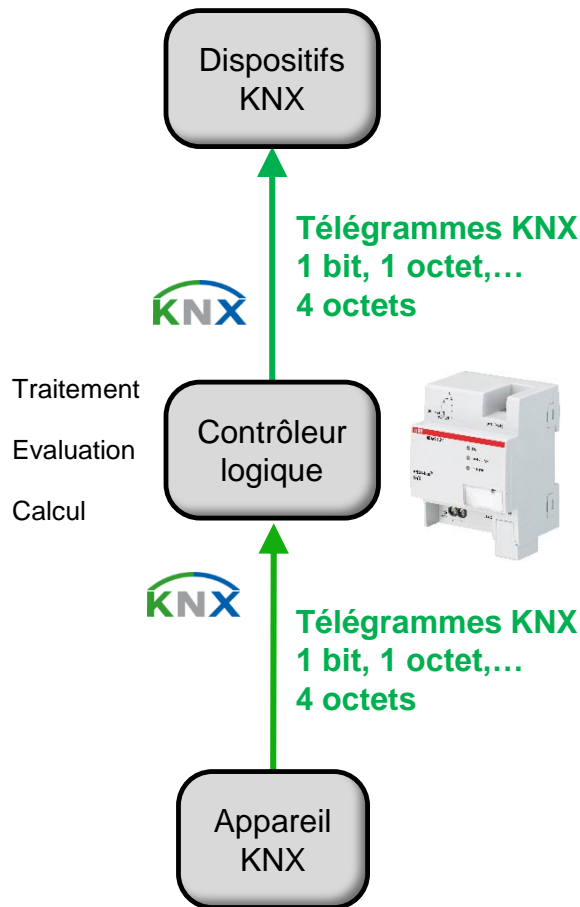 Dispositifs
KNX
Télégrammes KNX
1 bit, 1 octet,…
4 octets
KNX
Traitement
Evaluation
Calcul
Contrôleur
logique
KNX
Télégrammes KNX
1 bit, 1 octet,…
4 octets
Appareil
KNX